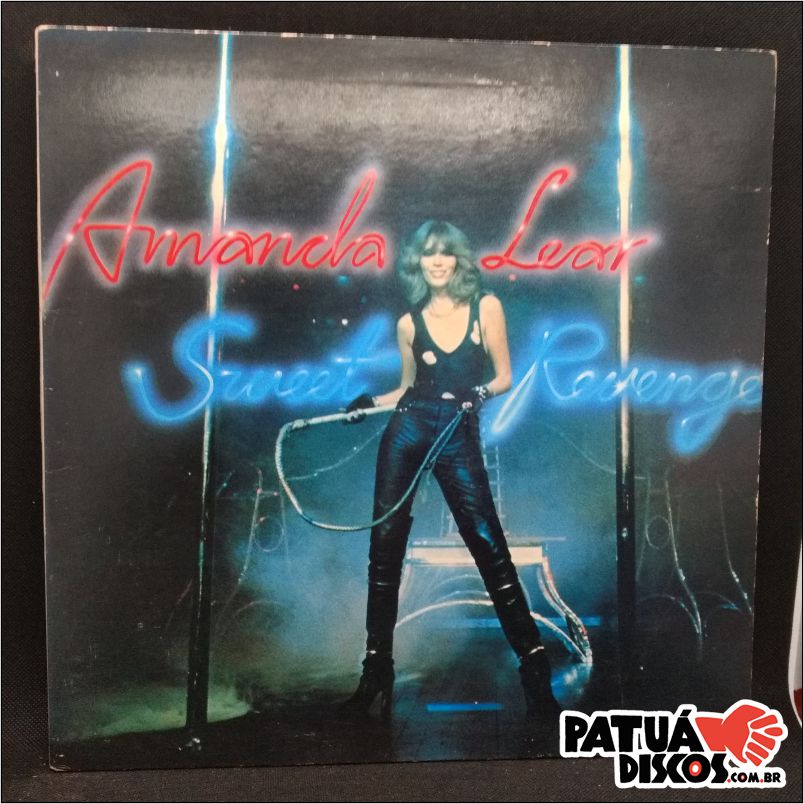 Amanda Lear
Sweet Revenge
PATUÁ
DISCOS.COM.BR